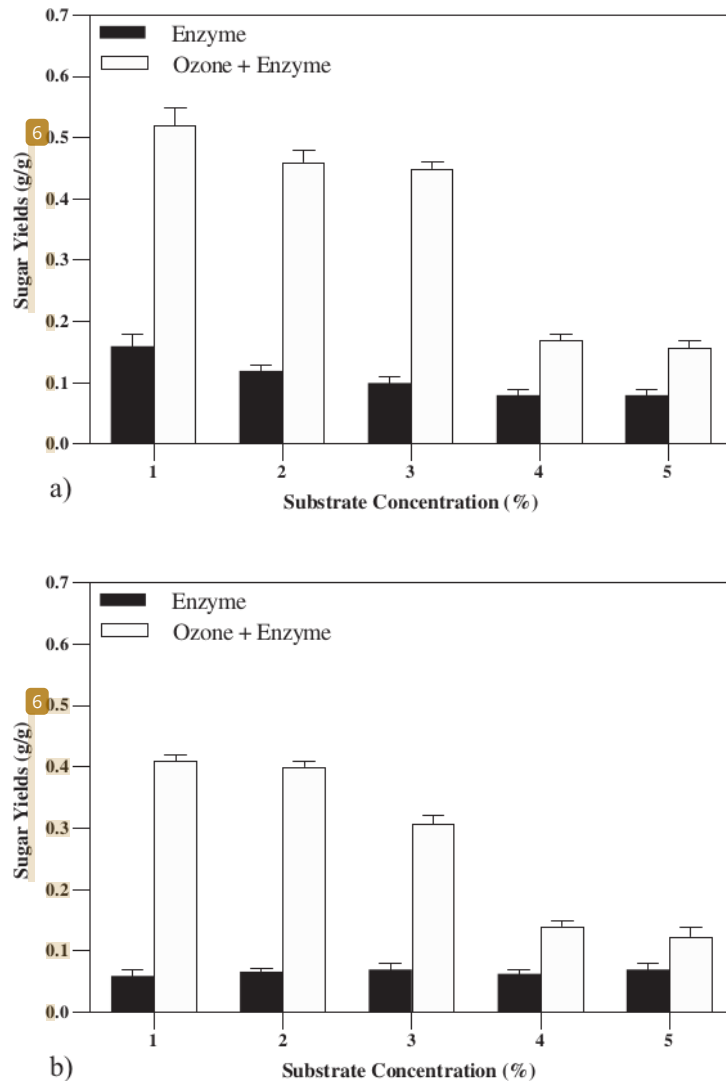 0.7
Enzyme
Ozone + Enzyme
0.6
6
0.5
0.4
0.3
0.2
0.1
0.0
Sugar Yields (g/g)
1 2 3 4 5
a)
Substrate Concentration (%)
0.7
Enzyme
Ozone + Enzyme
0.6
6
0.5
0.4
0.3
0.2
0.1
0.0
Sugar Yields (g/g)
1 2 3 4 5
b)
Substrate Concentration (%)